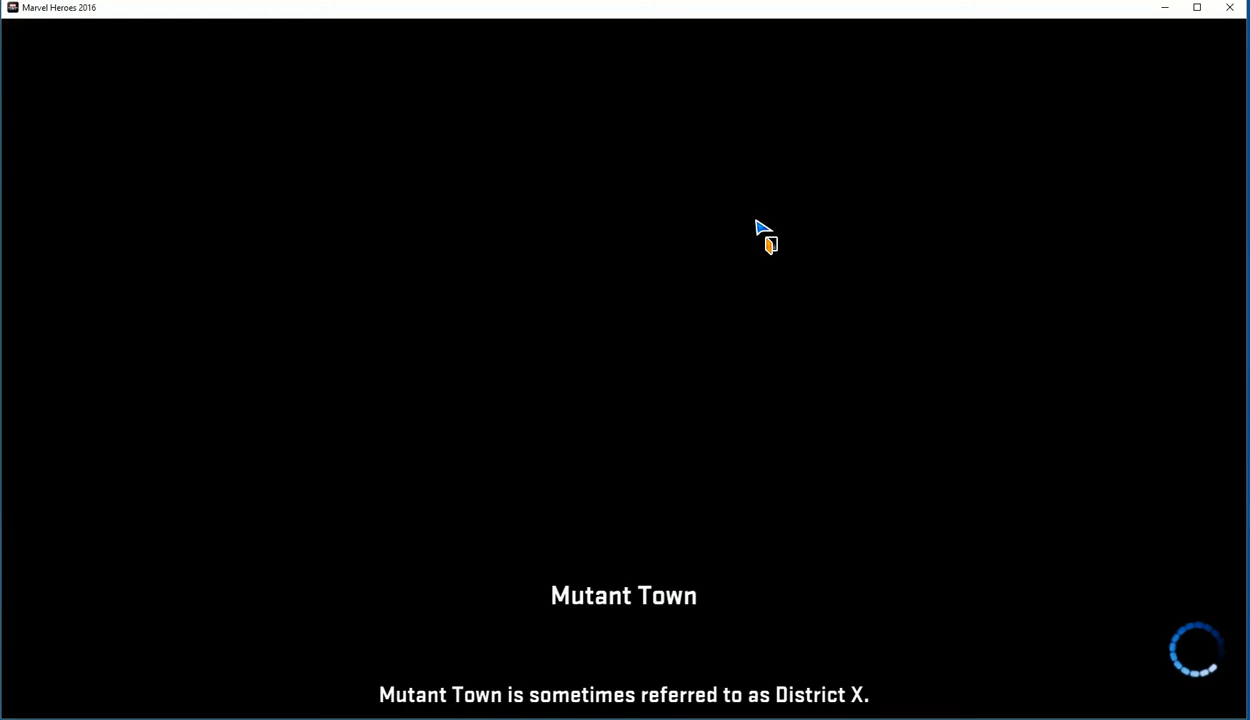 Marvel Heroes 2016
Mutant Town
Mutant Town is sometimes referred to as District X.